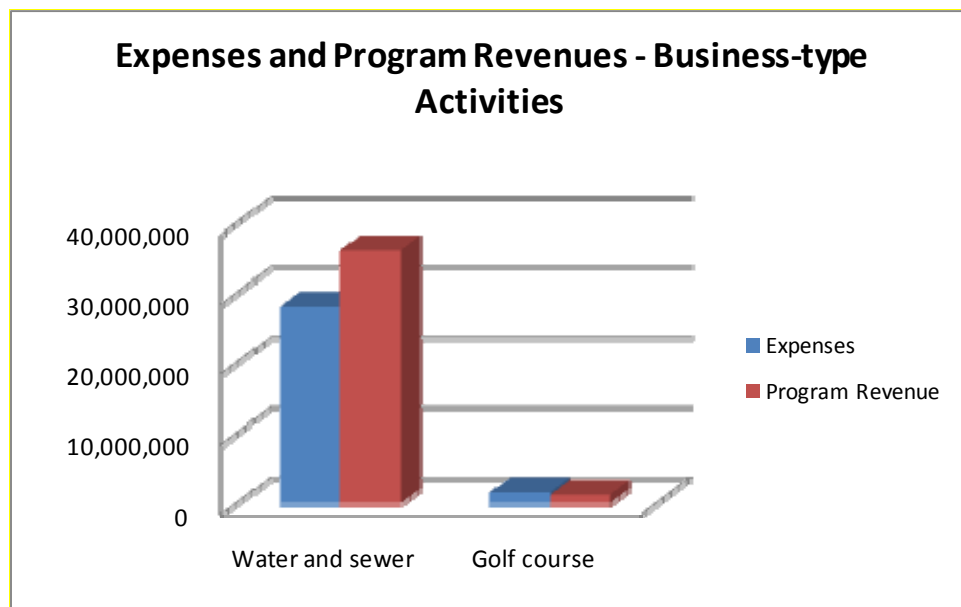 Expenses and Program Revenues - Business-type
Activities
40,000,000
30,000,000
20,000,000
10,000,000
0
Water and sewer
Golf course
Expenses
Program Revenue